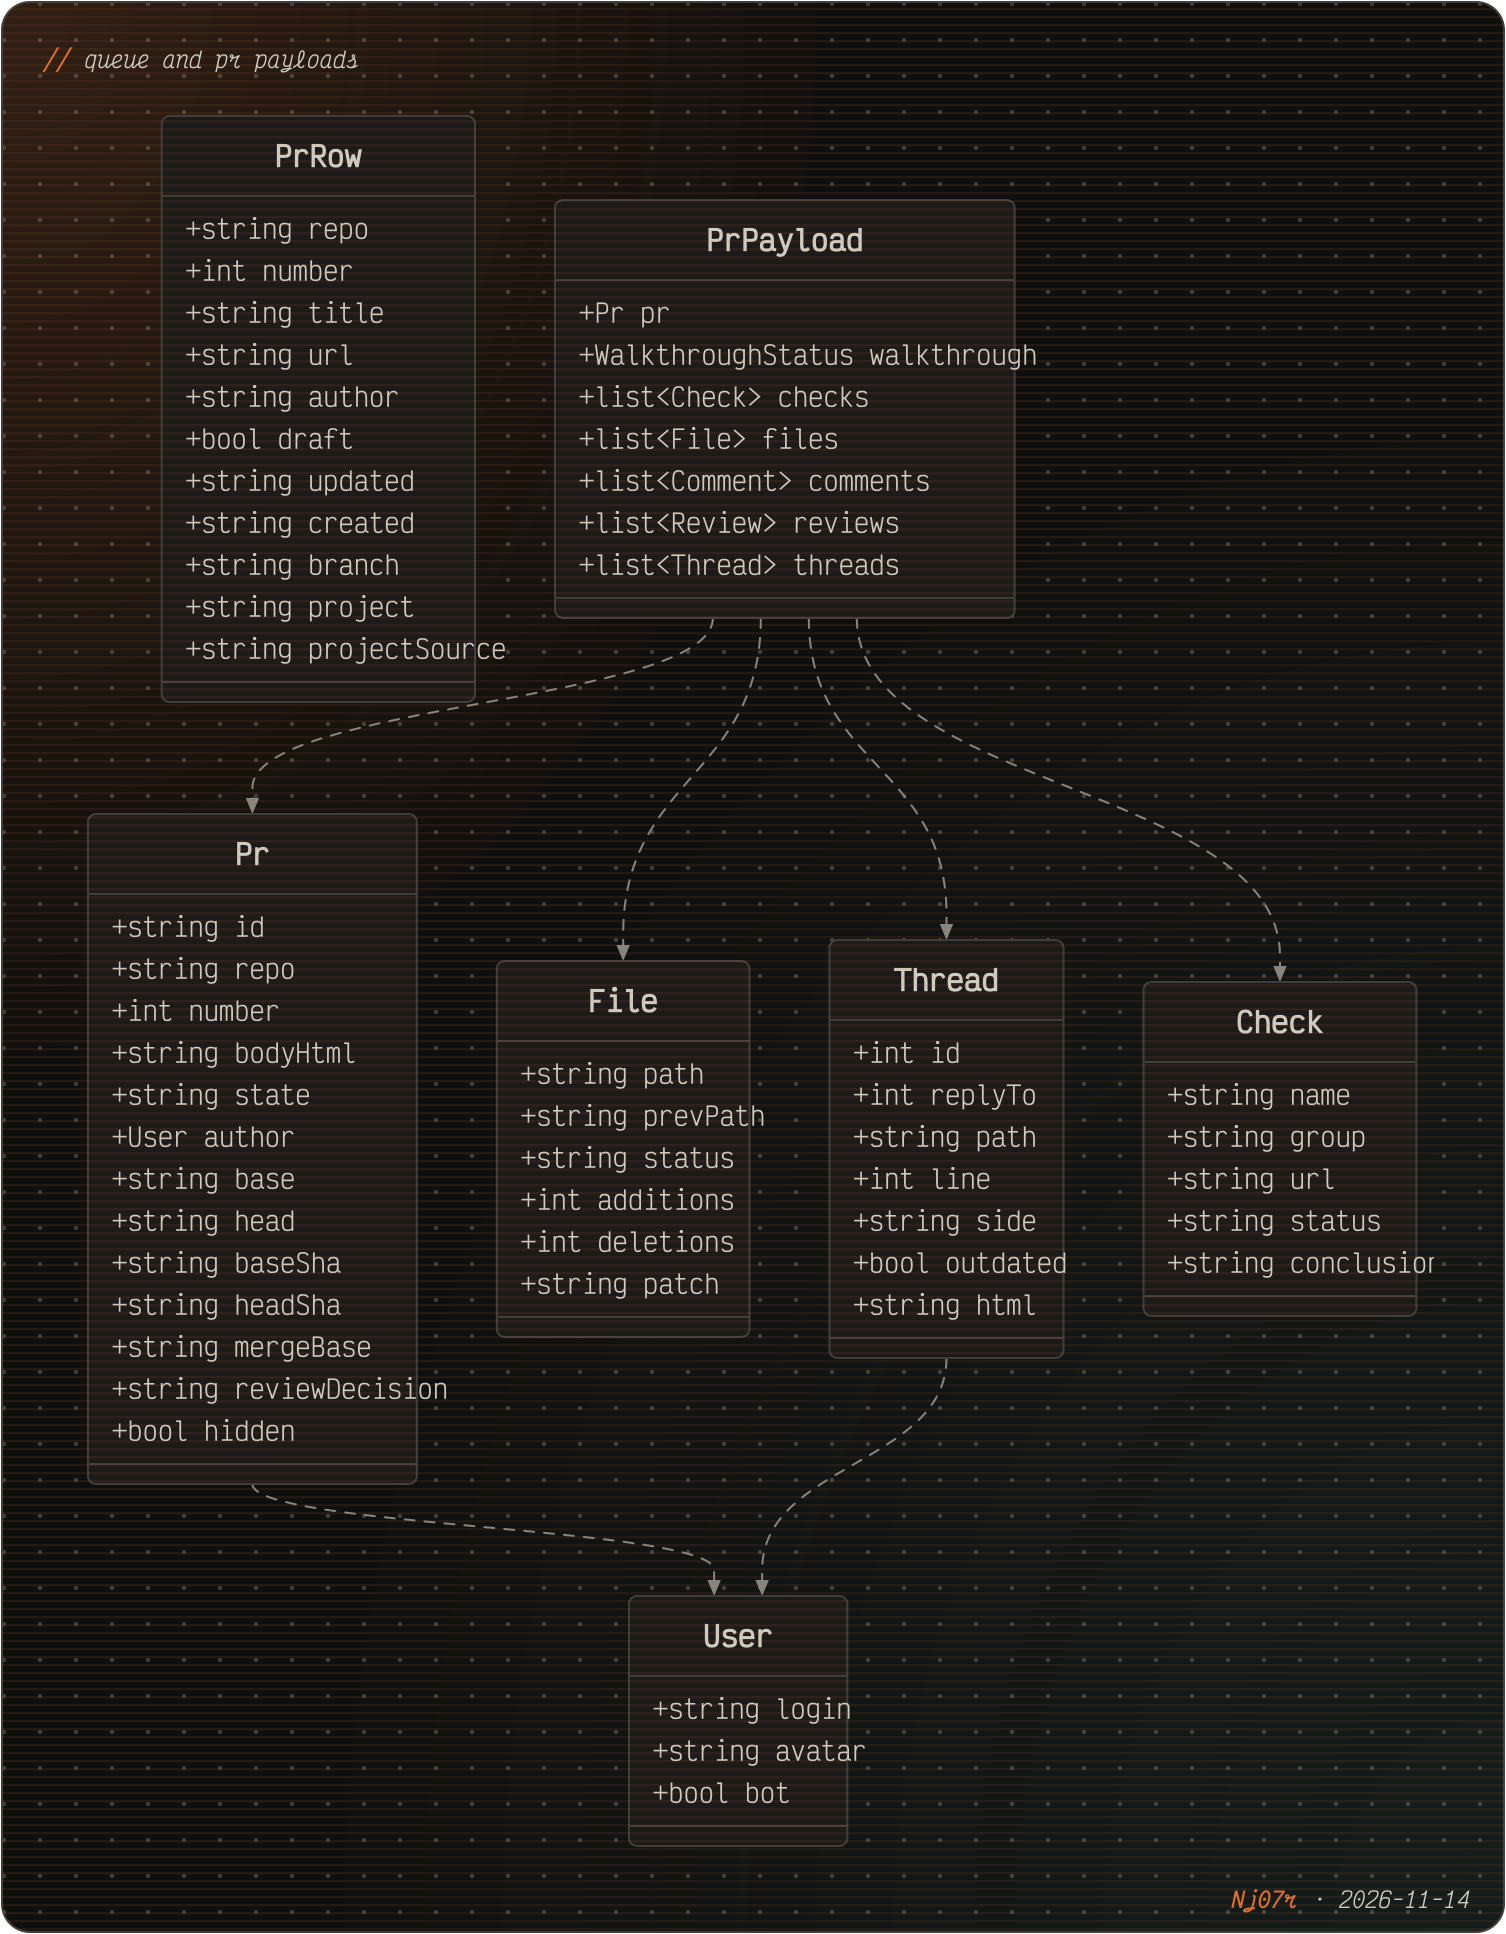 // queue and pr payloads
PrRow
+string repo
+int number
+string title
+string url
+string author
+bool draft
+string updated
+string created
+string branch
+string project
+string projectSource
PrPayload
+Pr pr
+WalkthroughStatus walkthrough
+list<Check> checks
+list<File> files
+list<Comment> comments
+list<Review> reviews
+list<Thread> threads
Pr
+string id
+string repo
+int number
+string bodyHtml
+string state
+User author
+string base
+string head
+string baseSha
+string headSha
+string mergeBase
+string reviewDecision
+bool hidden
File
+string path
+string prevPath
+string status
+int additions
+int deletions
+string patch
Thread
+int id
+int replyTo
+string path
+int line
+string side
+bool outdated
+string html
Check
+string name
+string group
+string url
+string status
+string conclusion
User
+string login
+string avatar
+bool bot
Nj07r · 2026-11-14